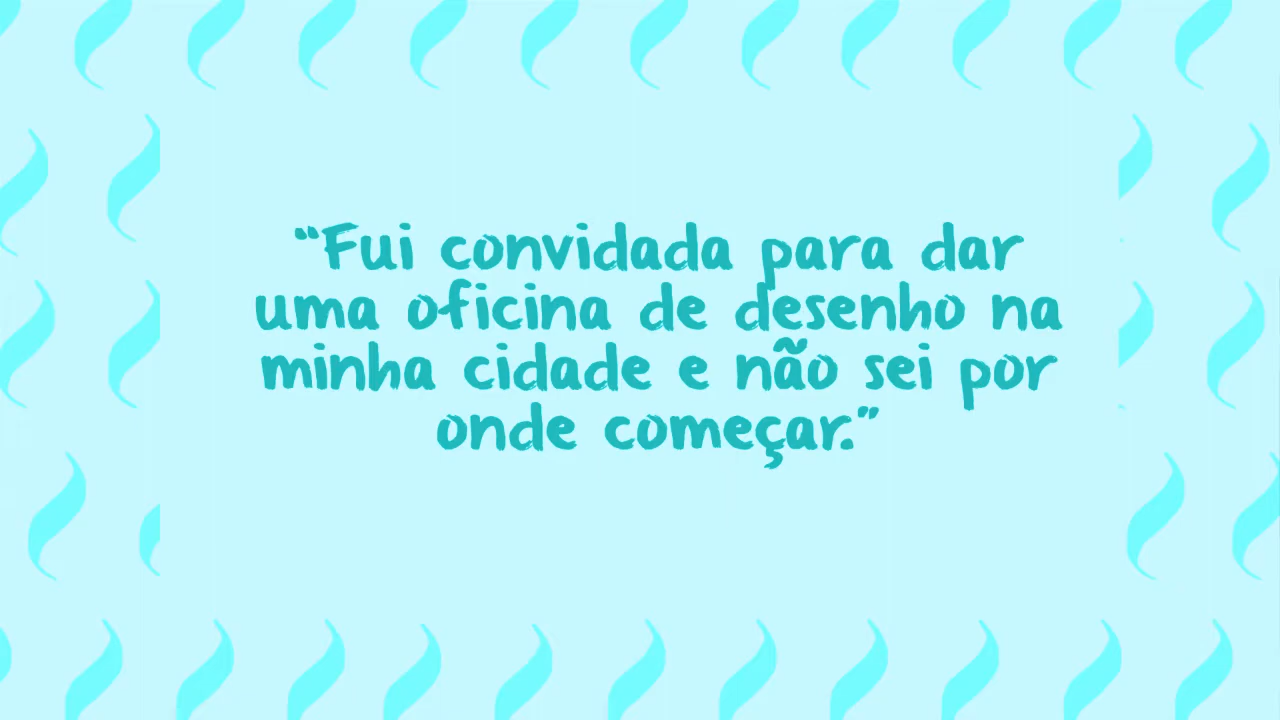 “Fui convidada para dar
uma oficina de desenho na
minha cidade e não sei por
onde começar.”